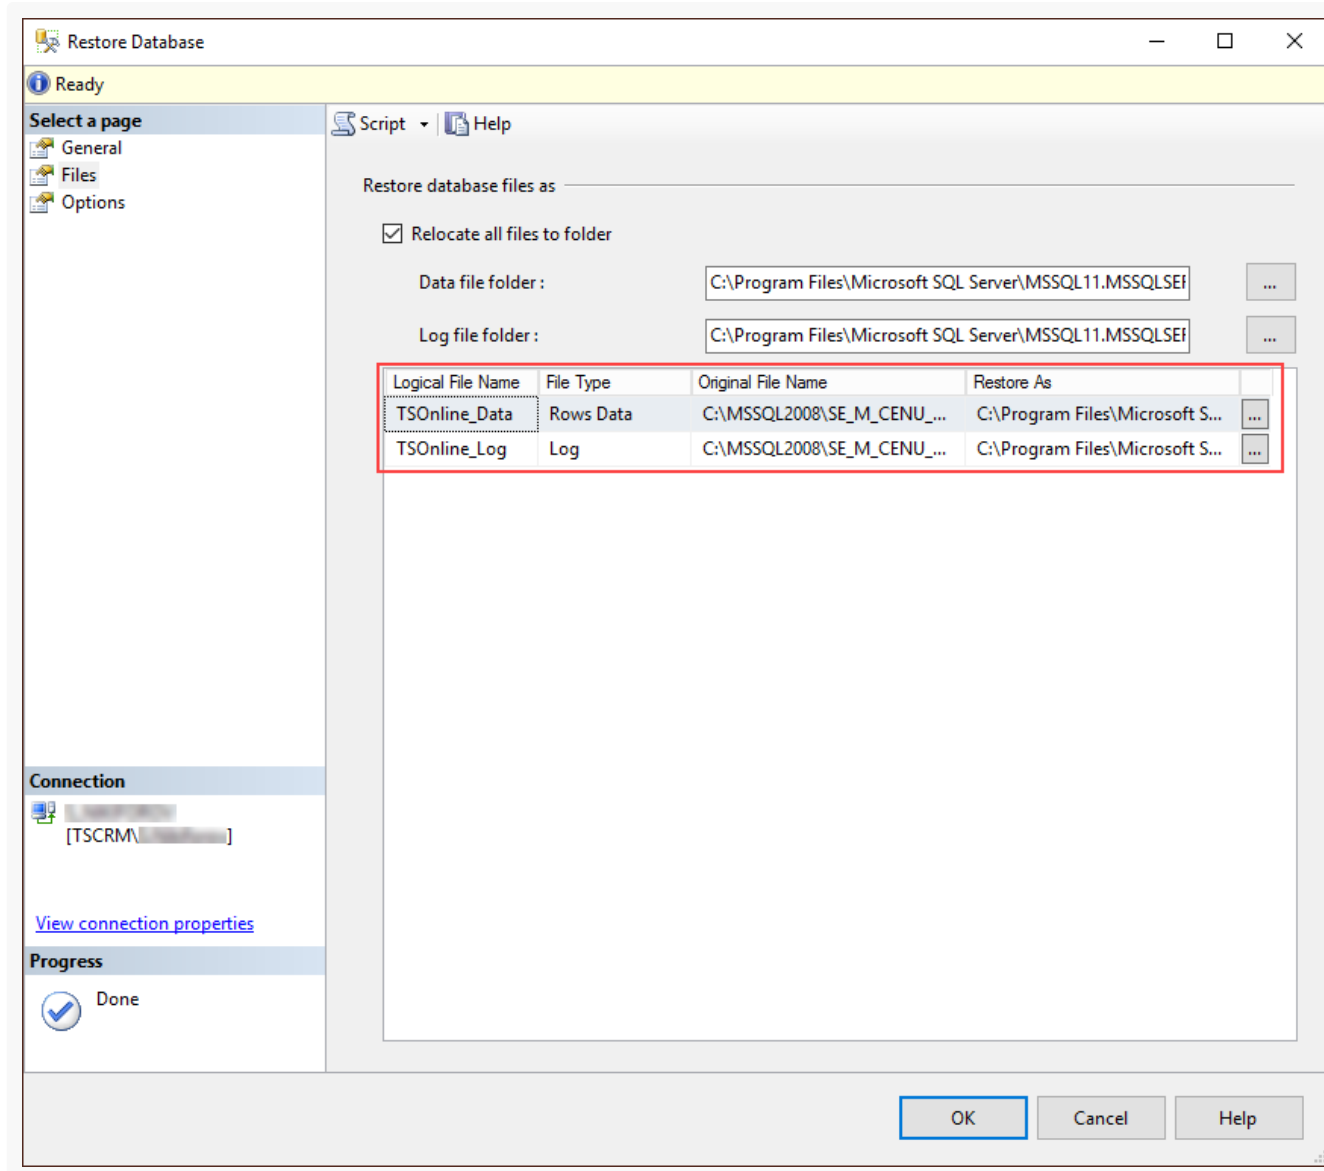 Restore Database
Ready
Select a page
General
Files
Options
Script
Help
Restore database files as
Relocate all files to folder
Data file folder :
C:\Program Files\Microsoft SQL Server\MSSQL11.MSSQLSEF
...
Log file folder :
C:\Program Files\Microsoft SQL Server\MSSQL11.MSSQLSEF
...
Logical File Name File Type Original File Name Restore As
TSOnline_Data Rows Data C:\MSSQL2008\SE_M_CENU_... C:\Program Files\Microsoft S... ...
TSOnline_Log Log C:\MSSQL2008\SE_M_CENU_... C:\Program Files\Microsoft S... ...
Connection
[TSCRM\ ]
View connection properties
Progress
Done
OK Cancel Help